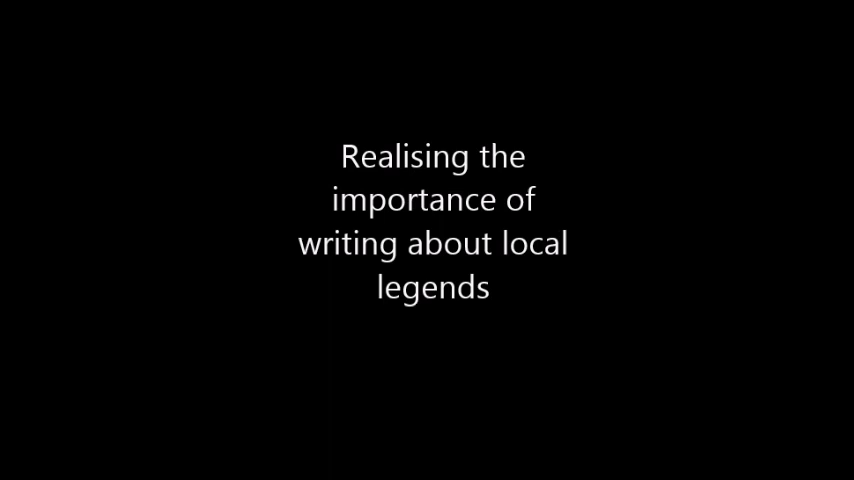 Realising the
importance of
writing about local
legends